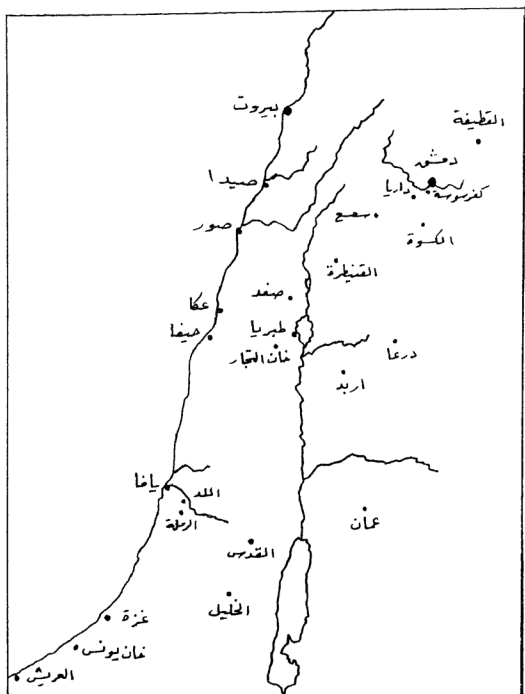 بيروت
القطيفة
دمشق
صيدا
داريا
كفرسوسة
سعسع
صور
الكسوة
القنيطرة
صفد
عكا
طبريا
حيفا
خان التجار
درعا
اربد
يافا
اللد
الرملة
عمان
القدس
الخليل
غزة
خان يونس
العريش